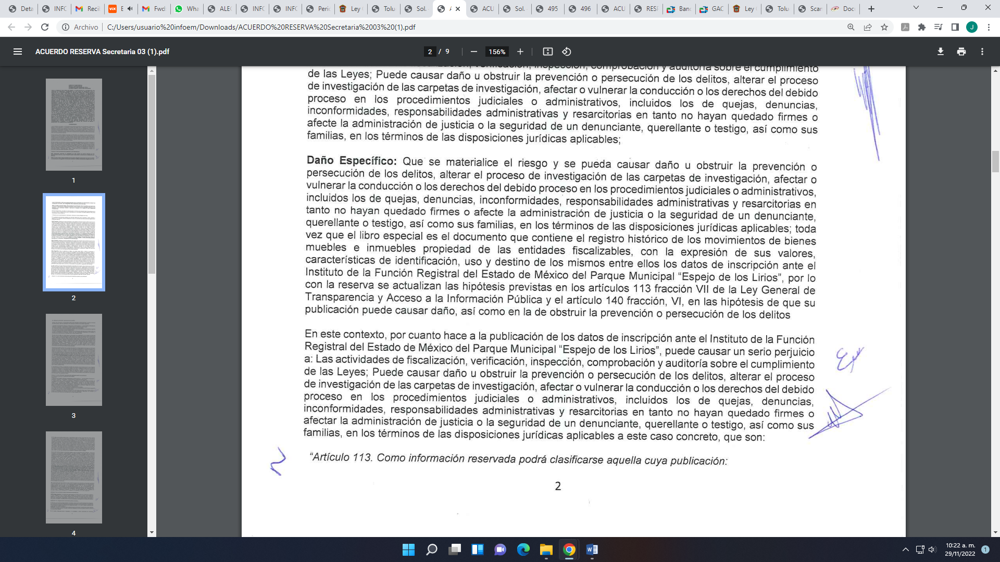 Deta
INFC
Recil
E
Fwd
Wha
ALEC
INFC
INFC
Peric
Ley
Tolu
Sol.
ACU
Sol.
495
496
ACU
RESI
Banc
GAC
Ley
Tolu
Scan
Doc
Archivo
C:/Users/usuario%20infoem/Downloads/ACUERDO%20RESERVA%20Secretaria%2003%20(1).pdf
J
ACUERDO RESERVA Secretaria 03 (1).pdf
2 / 9
156%
1
2
3
4
verificación, inspección, comprobación y auditoría sobre el cumplimiento
de las Leyes; Puede causar daño u obstruir la prevención o persecución de los delitos, alterar el proceso
de investigación de las carpetas de investigación, afectar o vulnerar la conducción o los derechos del debido
proceso en los procedimientos judiciales o administrativos, incluidos los de quejas, denuncias,
inconformidades, responsabilidades administrativas y resarcitorias en tanto no hayan quedado firmes o
afecte la administración de justicia o la seguridad de un denunciante, querellante o testigo, así como sus
familias, en los términos de las disposiciones jurídicas aplicables;
Daño Específico: Que se materialice el riesgo y se pueda causar daño u obstruir la prevención o
persecución de los delitos, alterar el proceso de investigación de las carpetas de investigación, afectar o
vulnerar la conducción o los derechos del debido proceso en los procedimientos judiciales o administrativos,
incluidos los de quejas, denuncias, inconformidades, responsabilidades administrativas y resarcitorias en
tanto no hayan quedado firmes o afecte la administración de justicia o la seguridad de un denunciante,
querellante o testigo, así como sus familias, en los términos de las disposiciones jurídicas aplicables; toda
vez que el libro especial es el documento que contiene el registro histórico de los movimientos de bienes
muebles e inmuebles propiedad de las entidades fiscalizables, con la expresión de sus valores,
características de identificación, uso y destino de los mismos entre ellos los datos de inscripción ante el
Instituto de la Función Registral del Estado de México del Parque Municipal “Espejo de los Lirios”, por lo
con la reserva se actualizan las hipótesis previstas en los artículos 113 fracción VII de la Ley General de
Transparencia y Acceso a la Información Pública y el artículo 140 fracción, VI, en las hipótesis de que su
publicación puede causar daño, así como en la de obstruir la prevención o persecución de los delitos
En este contexto, por cuanto hace a la publicación de los datos de inscripción ante el Instituto de la Función
Registral del Estado de México del Parque Municipal “Espejo de los Lirios”, puede causar un serio perjuicio
a: Las actividades de fiscalización, verificación, inspección, comprobación y auditoría sobre el cumplimiento
de las Leyes; Puede causar daño u obstruir la prevención o persecución de los delitos, alterar el proceso
de investigación de las carpetas de investigación, afectar o vulnerar la conducción o los derechos del debido
proceso en los procedimientos judiciales o administrativos, incluidos los de quejas, denuncias,
inconformidades, responsabilidades administrativas y resarcitorias en tanto no hayan quedado firmes o
afectar la administración de justicia o la seguridad de un denunciante, querellante o testigo, así como sus
familias, en los términos de las disposiciones jurídicas aplicables a este caso concreto, que son:
“Artículo 113. Como información reservada podrá clasificarse aquella cuya publicación:
2
10:22 a. m.
29/11/2022
1